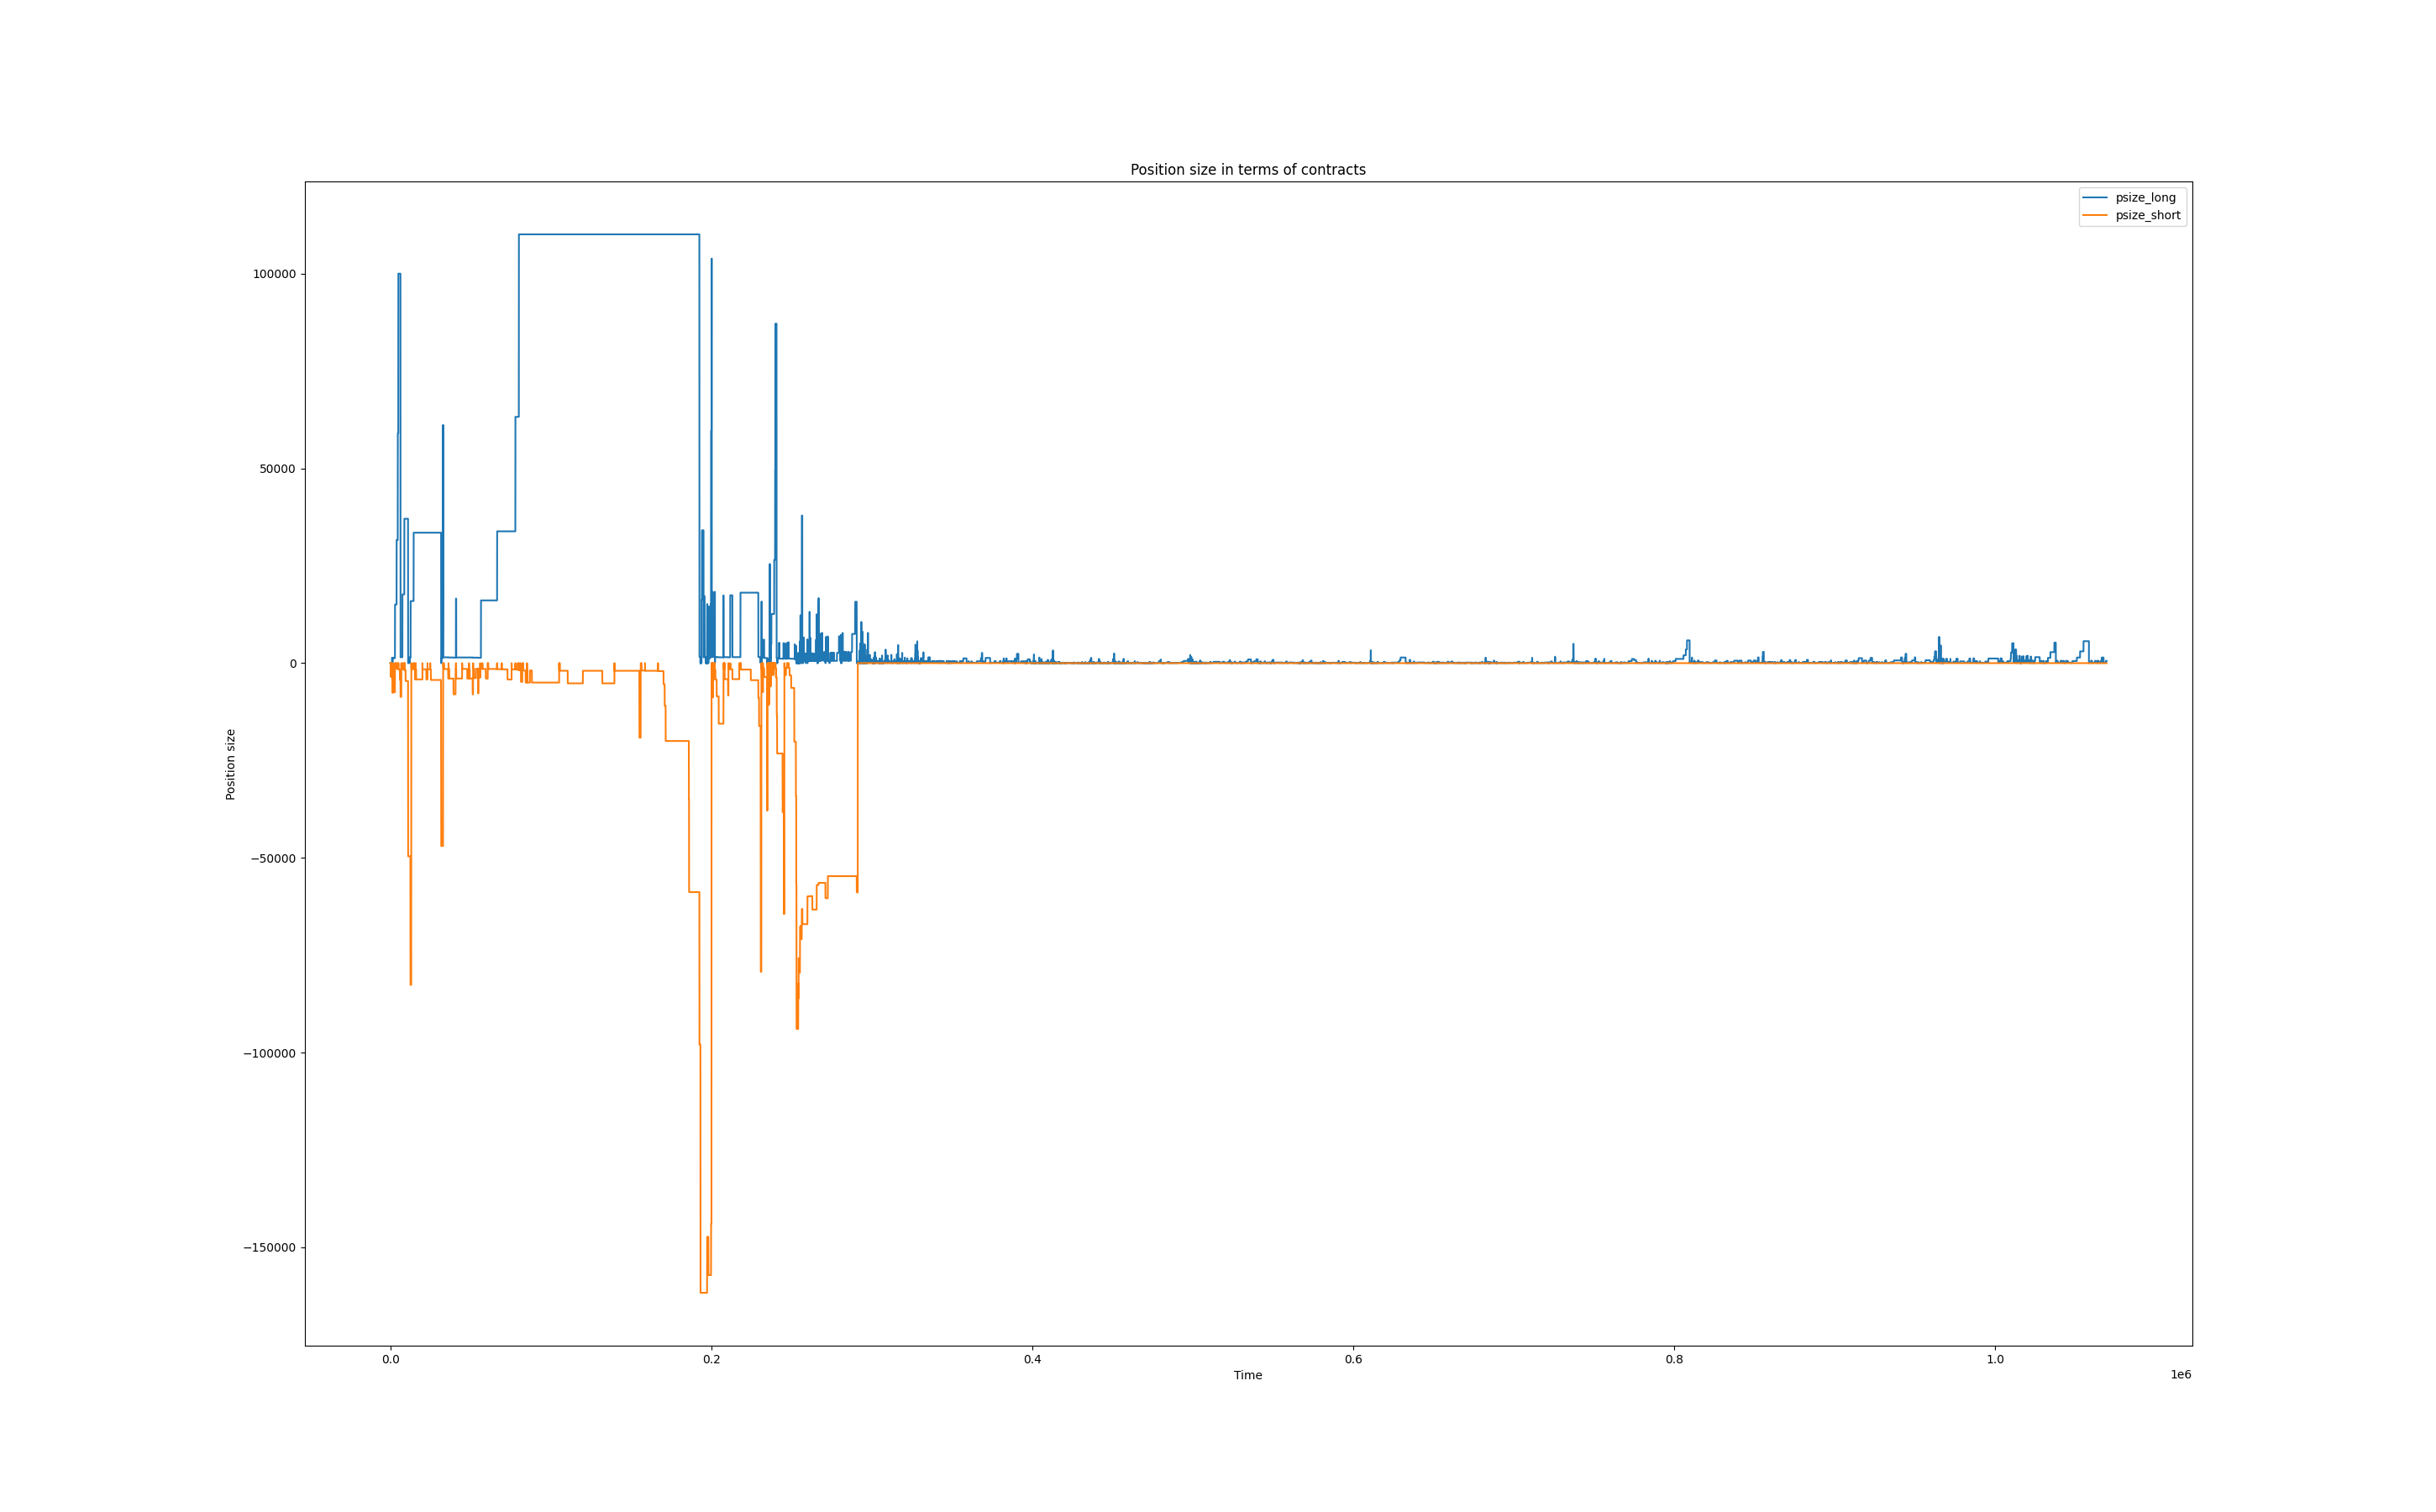 Position size in terms of contracts
psize_long
psize_short
100000
50000
0
−50000
−100000
−150000
Position size
0.0 0.2 0.4 0.6 0.8 1.0
Time
1e6